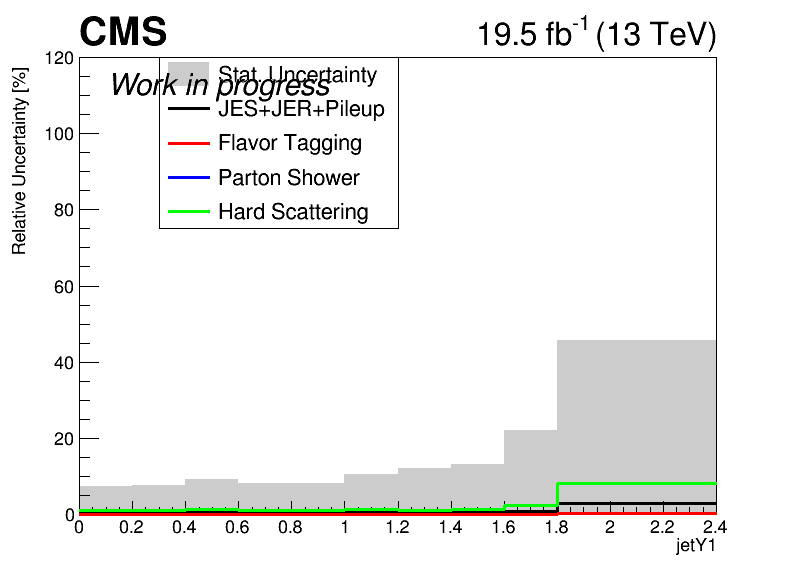 CMS
19.5 fb-1 (13 TeV)
Relative Uncertainty [%]
Work in progress
Stat. Uncertainty
JES+JER+Pileup
Flavor Tagging
Parton Shower
Hard Scattering
120
100
80
60
40
20
0
0 0.2 0.4 0.6 0.8 1 1.2 1.4 1.6 1.8 2 2.2 2.4
jetY1